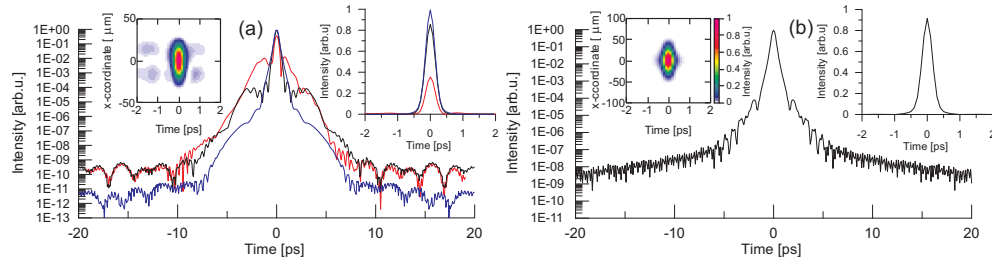 (a)
Intensity [arb.u.]
1E+00
1E-01
1E-02
1E-03
1E-04
1E-05
1E-06
1E-07
1E-08
1E-09
1E-10
1E-11
1E-12
1E-13
-20 -10 0 10 20
Time [ps]
x-coordinate [μm]
50
0
-50
-2 -1 0 1 2
Time [ps]
Intensity [arb.u]
1
0.8
0.6
0.4
0.2
0
-2 -1 0 1 2
Time [ps]
(b)
Intensity [arb.u.]
1E+00
1E-01
1E-02
1E-03
1E-04
1E-05
1E-06
1E-07
1E-08
1E-09
1E-10
1E-11
-20 -10 0 10 20
Time [ps]
x-coordinate [μm]
100
50
0
-50
-100
-2 -1 0 1 2
Time [ps]
1
0.8
0.6
0.4
0.2
0
Intensity [arb.u]
Intensity [arb.u]
1
0.8
0.6
0.4
0.2
0
-2 -1 0 1 2
Time [ps]